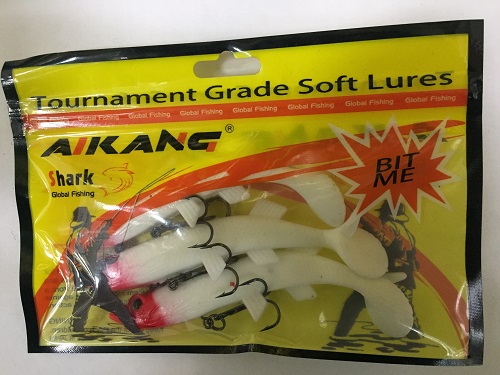 Tournament Grade Soft Lures
Global Fishing Global Fishing Global Fishing Global Fishing Global Fishing Global Fishing Global Fishing
AIKANG®
Shark
Global Fishing
BIT
ME